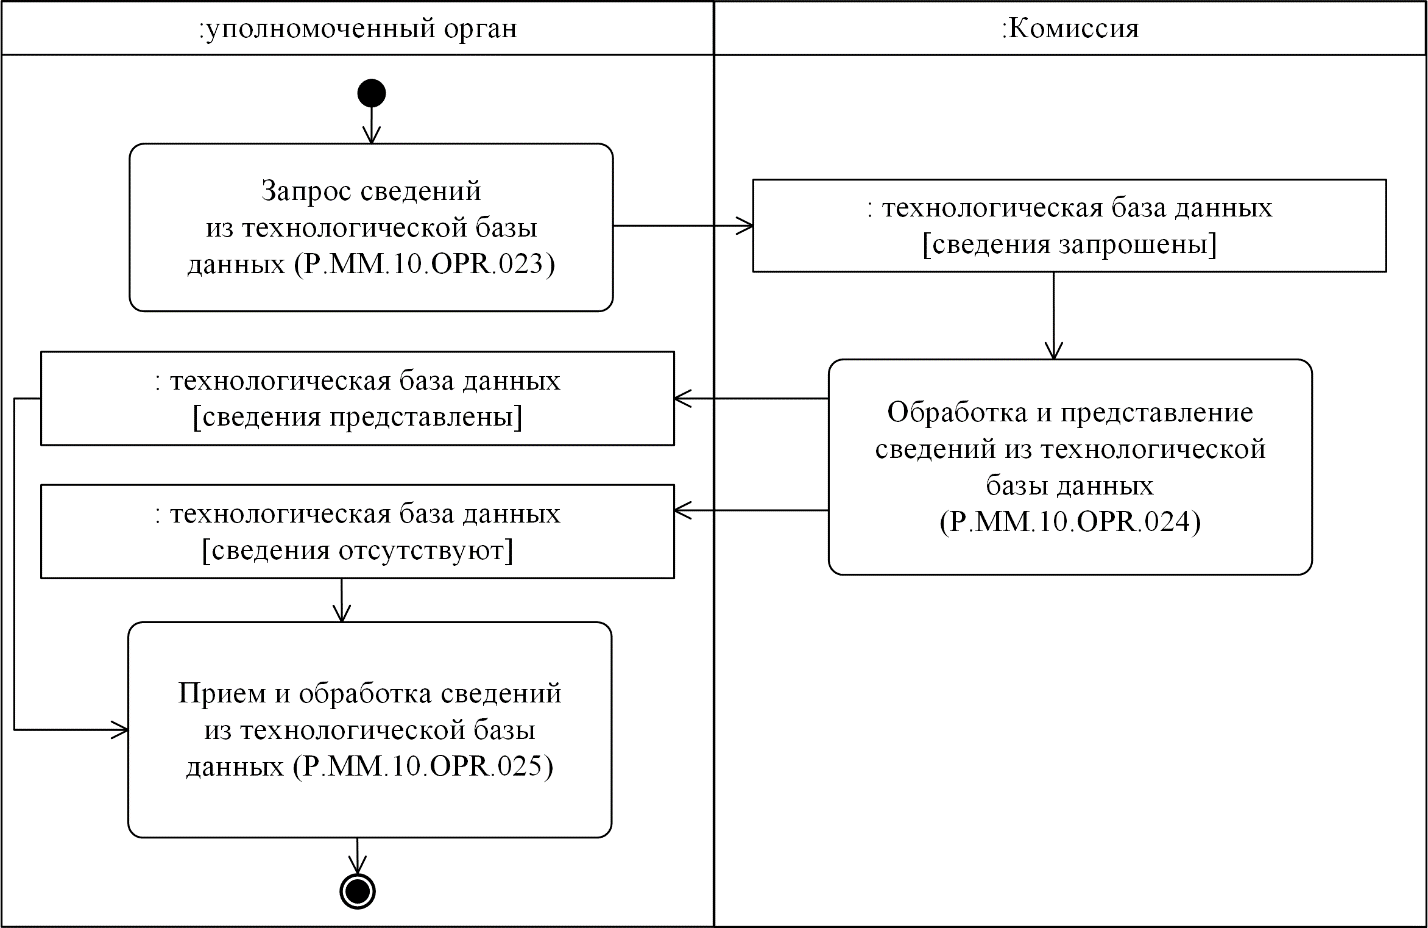 :уполномоченный орган
:Комиссия
Запрос сведений
из технологической базы
данных (P.MM.10.OPR.023)
: технологическая база данных
[сведения запрошены]
: технологическая база данных
[сведения представлены]
Обработка и представление
сведений из технологической
базы данных
(P.MM.10.OPR.024)
: технологическая база данных
[сведения отсутствуют]
Прием и обработка сведений
из технологической базы
данных (P.MM.10.OPR.025)